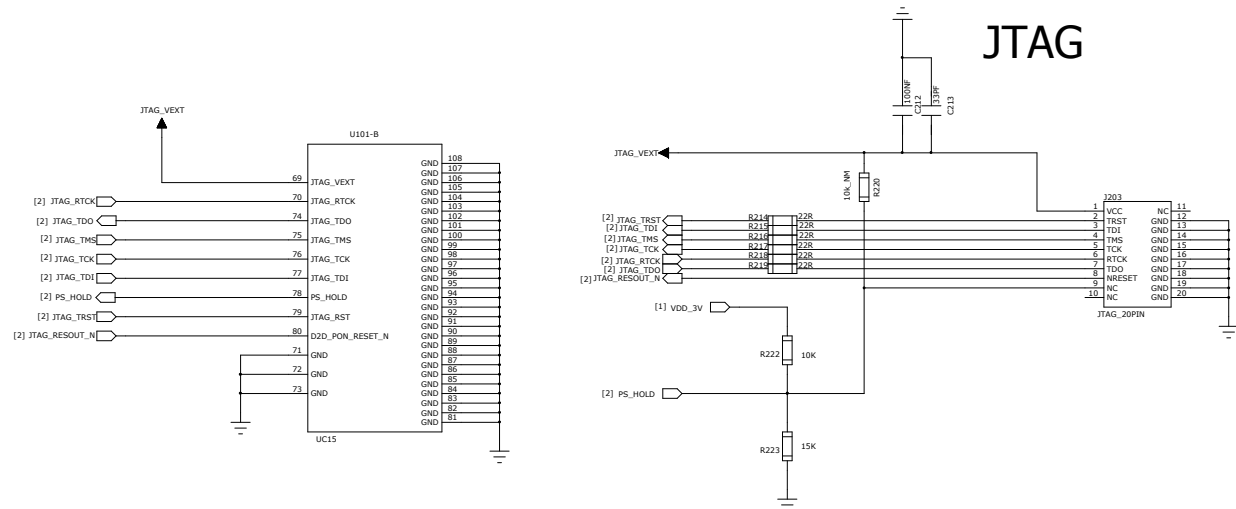 JTAG
JTAG_VEXT
U101-B
69 JTAG_VEXT
[2] JTAG_RTCK 70 JTAG_RTCK
[2] JTAG_TDO 74 JTAG_TDO
[2] JTAG_TMS 75 JTAG_TMS
[2] JTAG_TCK 76 JTAG_TCK
[2] JTAG_TDI 77 JTAG_TDI
[2] PS_HOLD 78 PS_HOLD
[2] JTAG_TRST 79 JTAG_RST
[2] JTAG_RESOUT_N 80 D2D_PON_RESET_N
71 GND
72 GND
73 GND
GND 108
GND 107
GND 106
GND 105
GND 104
GND 103
GND 102
GND 101
GND 100
GND 99
GND 98
GND 97
GND 96
GND 95
GND 94
GND 93
GND 92
GND 91
GND 90
GND 89
GND 88
GND 87
GND 86
GND 85
GND 84
GND 83
GND 82
GND 81
UC15
100NF
C212
33PF
C213
JTAG_VEXT
10k_NM
R220
[2] JTAG_TRST R214 22R
[2] JTAG_TDI R215 22R
[2] JTAG_TMS R216 22R
[2] JTAG_TCK R217 22R
[2] JTAG_RTCK R218 22R
[2] JTAG_TDO R219 22R
[2] JTAG_RESOUT_N
J203
1 VCC NC 11
2 TRST GND 12
3 TDI GND 13
4 TMS GND 14
5 TCK GND 15
6 RTCK GND 16
7 TDO GND 17
8 NRESET GND 18
9 NC GND 19
10 NC GND 20
JTAG_20PIN
[1] VDD_3V
R222 10K
[2] PS_HOLD
R223 15K